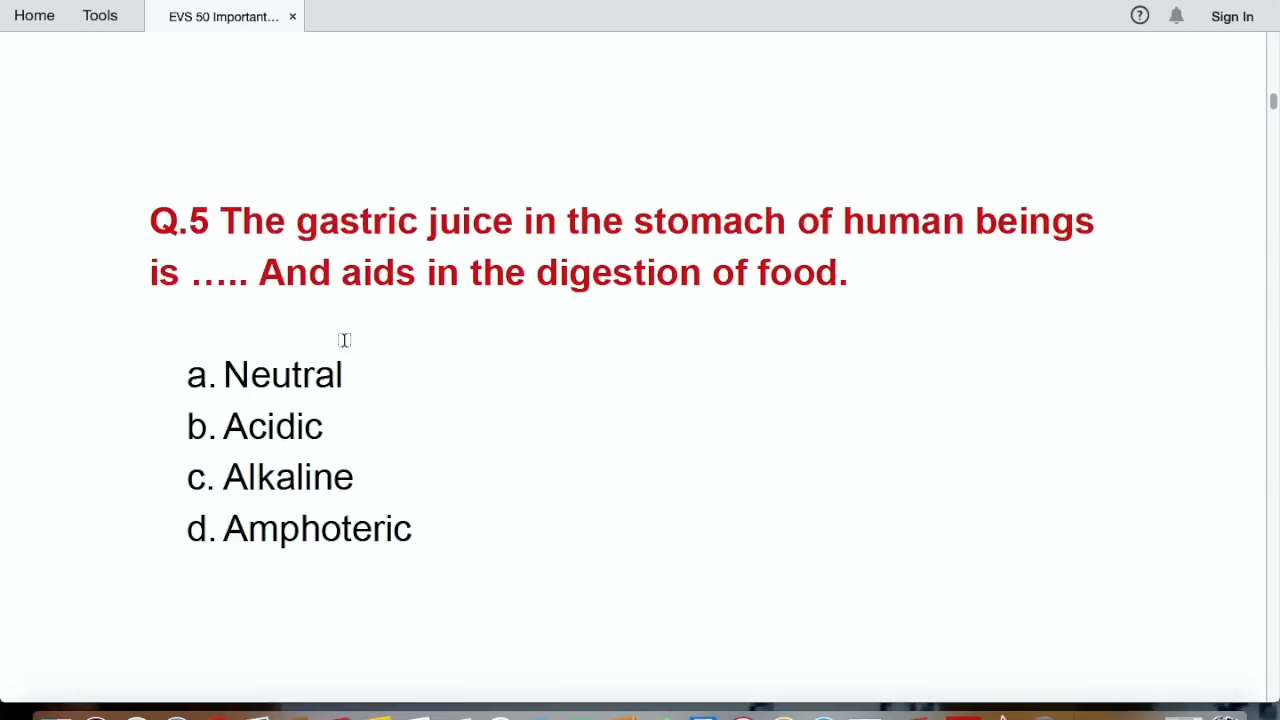 Home Tools EVS 50 Important... × ? Sign In
Q.5 The gastric juice in the stomach of human beings
is ..... And aids in the digestion of food.
a. Neutral
b. Acidic
c. Alkaline
d. Amphoteric